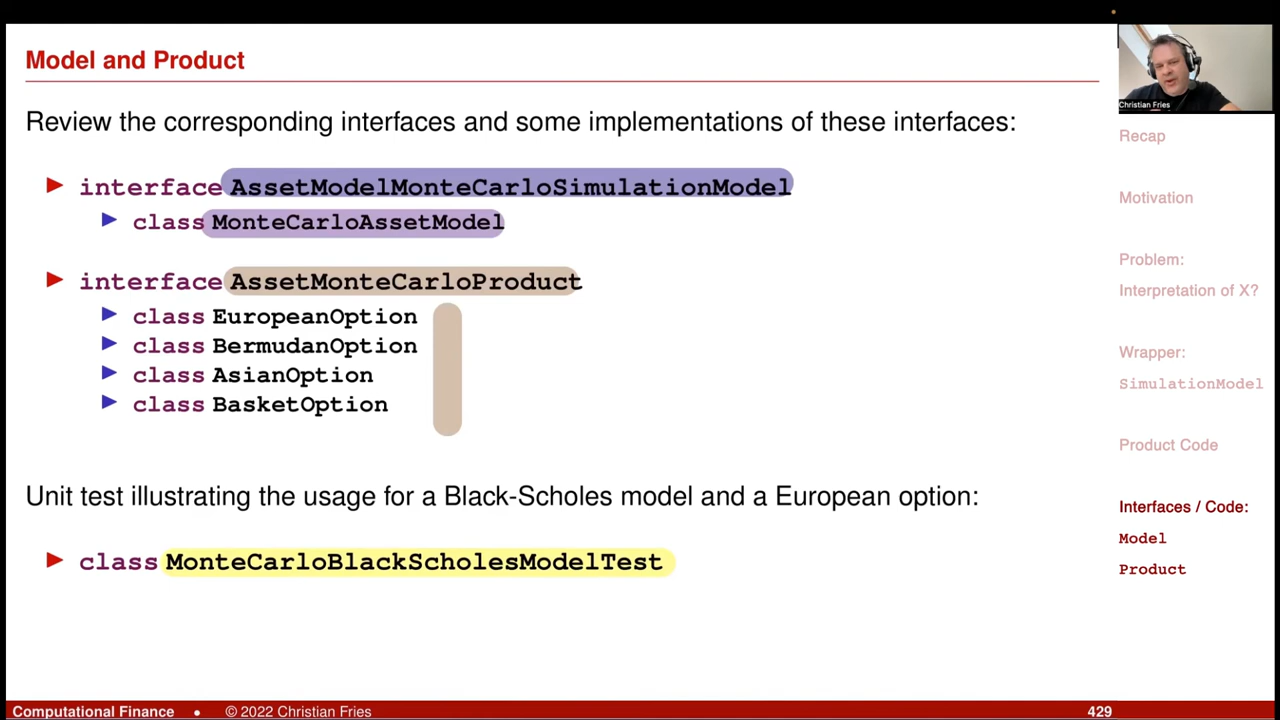 Model and Product
Review the corresponding interfaces and some implementations of these interfaces:
interface AssetModelMonteCarloSimulationModel
class MonteCarloAssetModel
interface AssetMonteCarloProduct
class EuropeanOption
class BermudanOption
class AsianOption
class BasketOption
Unit test illustrating the usage for a Black-Scholes model and a European option:
class MonteCarloBlackScholesModelTest
Christian Fries
Recap
Motivation
Problem:
Interpretation of X?
Wrapper:
SimulationModel
Product Code
Interfaces / Code:
Model
Product
Computational Finance • © 2022 Christian Fries 429